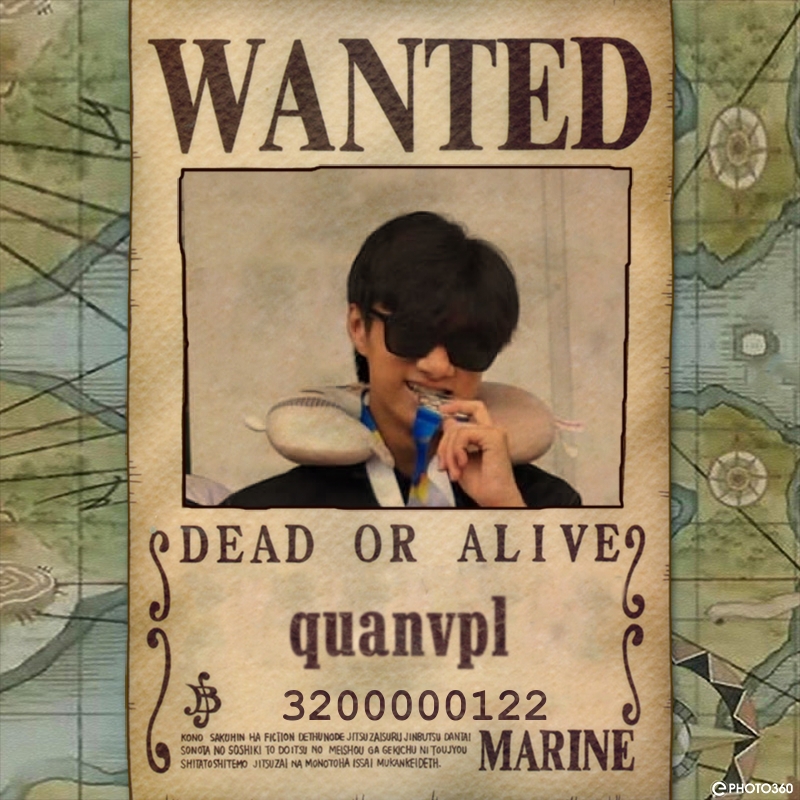 WANTED
DEAD OR ALIVE
quanvpl
3200000122
KONO SAKUHIN HA FICTION DETHUNODE JITSUZAISURU JINBUTSU DANTAI
SONOTA NO SOSHIKI TO DOITSU NO MEISHOU GA GEKICHU NI TOUJYOU
SHITATOSHITEMO JITSUZAI NA MONOTOHA ISSAI MUKANKEIDETH.
MARINE
PHOTO360